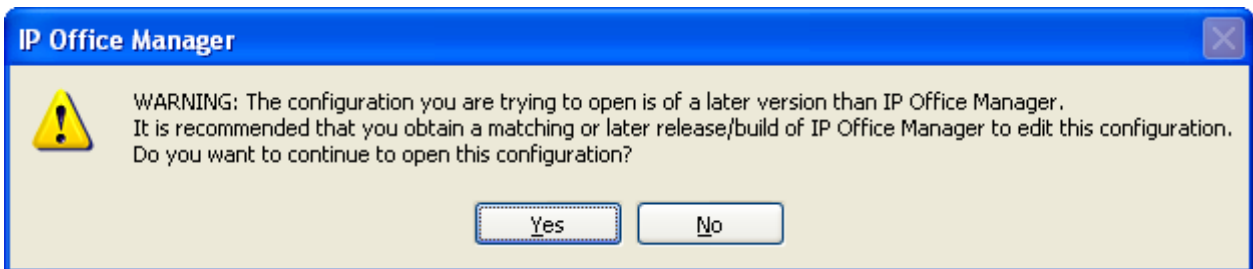 IP Office Manager
WARNING: The configuration you are trying to open is of a later version than IP Office Manager.
It is recommended that you obtain a matching or later release/build of IP Office Manager to edit this configuration.
Do you want to continue to open this configuration?
Yes No